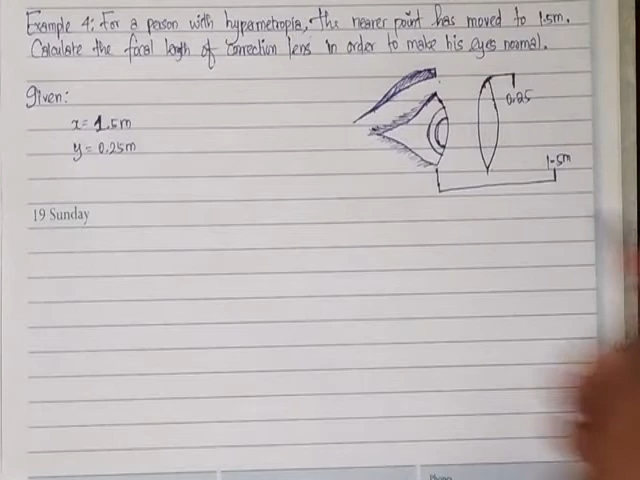 Example 4: For a person with hypermetropia, the nearer point has moved to 1.5m.
Calculate the focal length of correction lens in order to make his eyes normal.
Given:
x = 1.5m
y = 0.25m
0.25
1.5m
19 Sunday